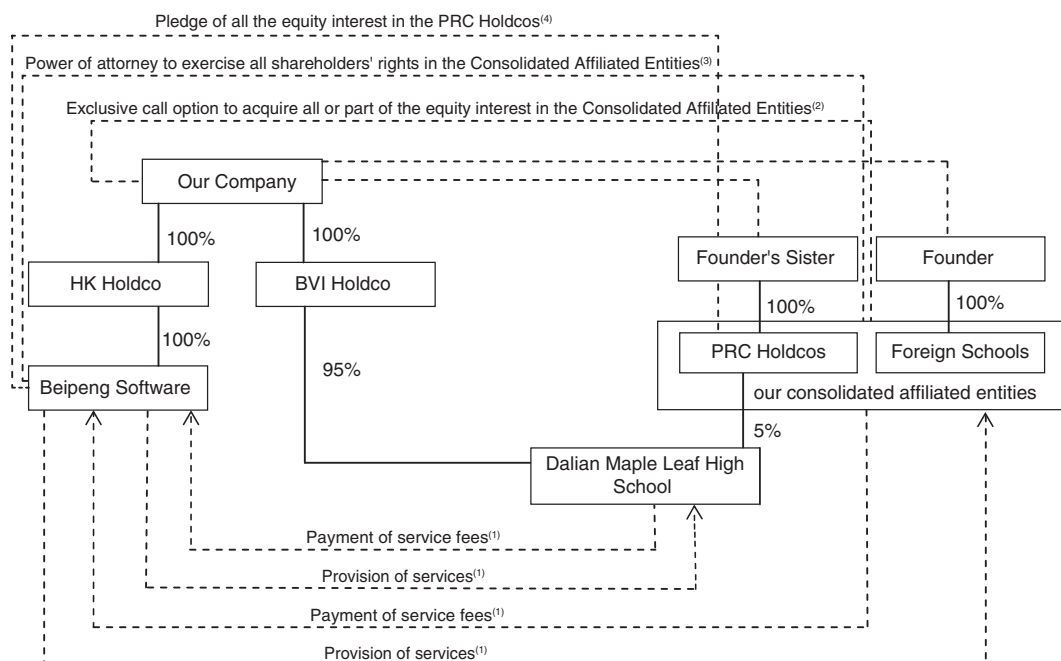 Pledge of all the equity interest in the PRC Holdcos(4)
Power of attorney to exercise all shareholders' rights in the Consolidated Affiliated Entities(3)
Exclusive call option to acquire all or part of the equity interest in the Consolidated Affiliated Entities(2)
Our Company
100%
100%
HK Holdco
BVI Holdco
Founder's Sister
Founder
100%
100%
100%
95%
PRC Holdcos
Foreign Schools
Beipeng Software
our consolidated affiliated entities
5%
Dalian Maple Leaf High
School
Payment of service fees(1)
Provision of services(1)
Payment of service fees(1)
Provision of services(1)